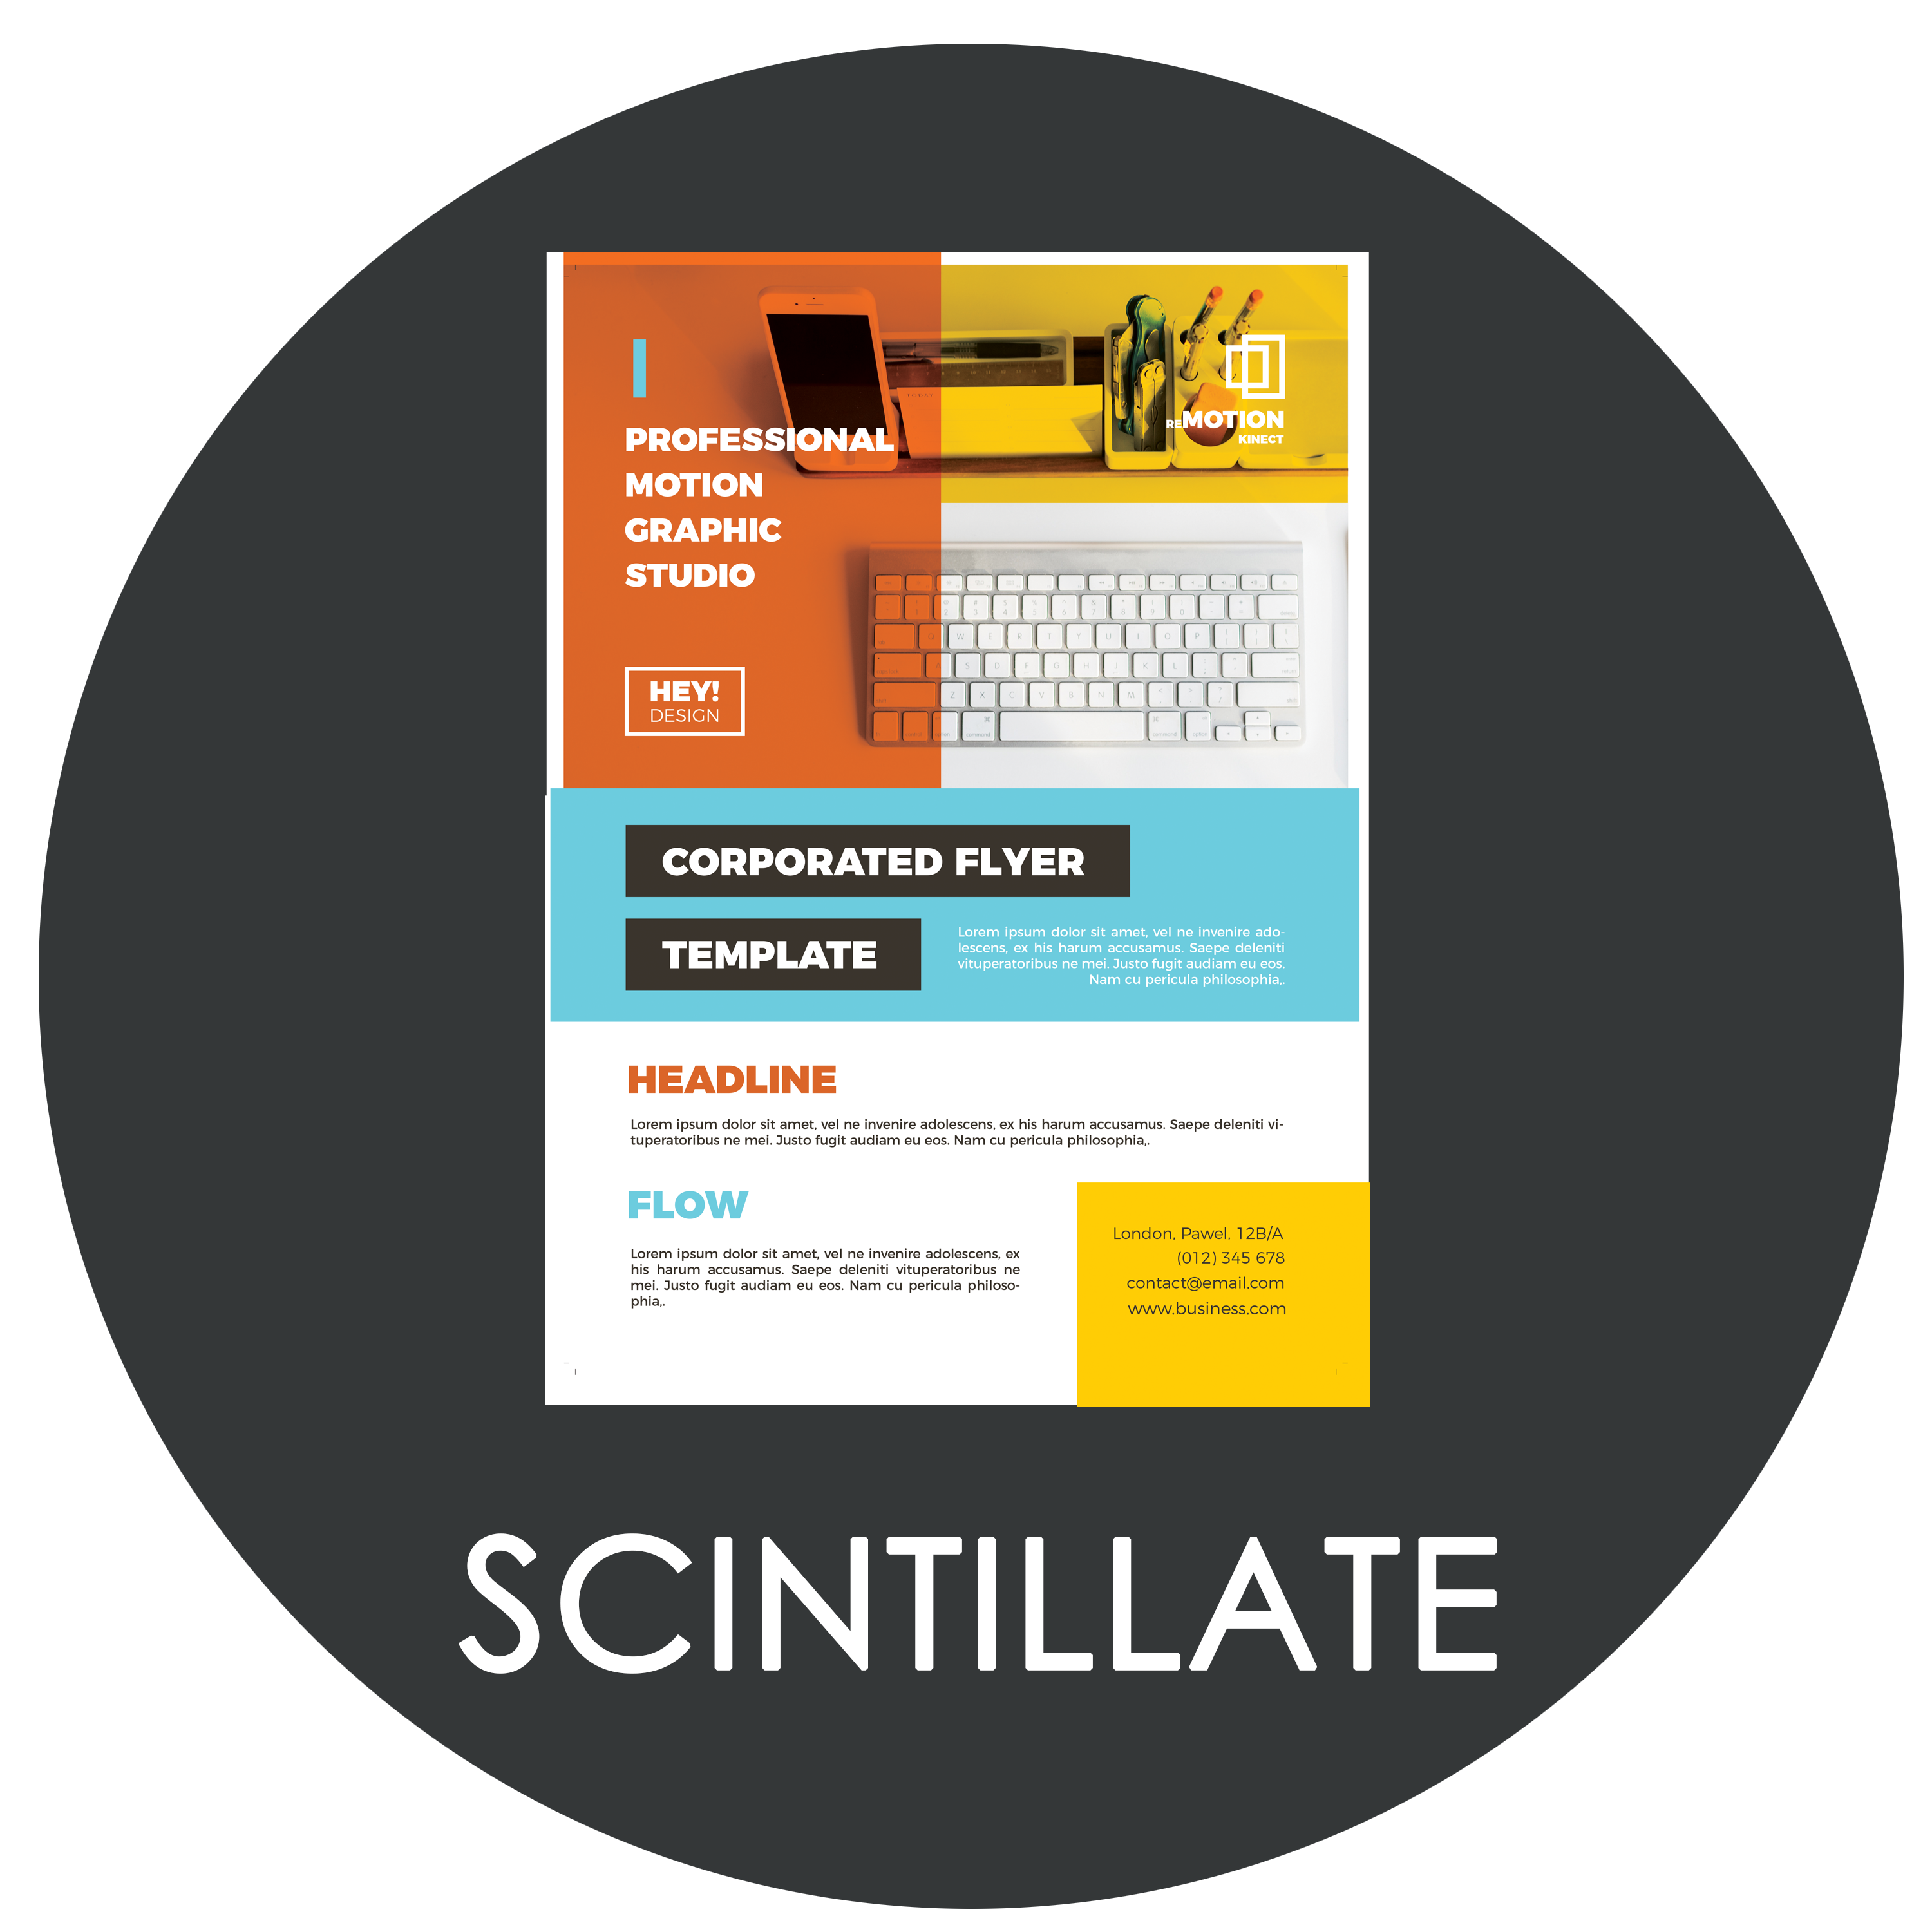 PROFESSIONAL
MOTION
GRAPHIC
STUDIO
REMOTION
KINECT
HEY!
DESIGN
CORPORATED FLYER
TEMPLATE
Lorem ipsum dolor sit amet, vel ne invenire ado-
lescens, ex his harum accusamus. Saepe deleniti
vituperatoribus ne mei. Justo fugit audiam eu eos.
Nam cu pericula philosophia,.
HEADLINE
Lorem ipsum dolor sit amet, vel ne invenire adolescens, ex his harum accusamus. Saepe deleniti vi-
tuperatoribus ne mei. Justo fugit audiam eu eos. Nam cu pericula philosophia,.
FLOW
Lorem ipsum dolor sit amet, vel ne invenire adolescens, ex
his harum accusamus. Saepe deleniti vituperatoribus ne
mei. Justo fugit audiam eu eos. Nam cu pericula philoso-
phia,.
London, Pawel, 12B/A
(012) 345 678
contact@email.com
www.business.com
SCINTILLATE